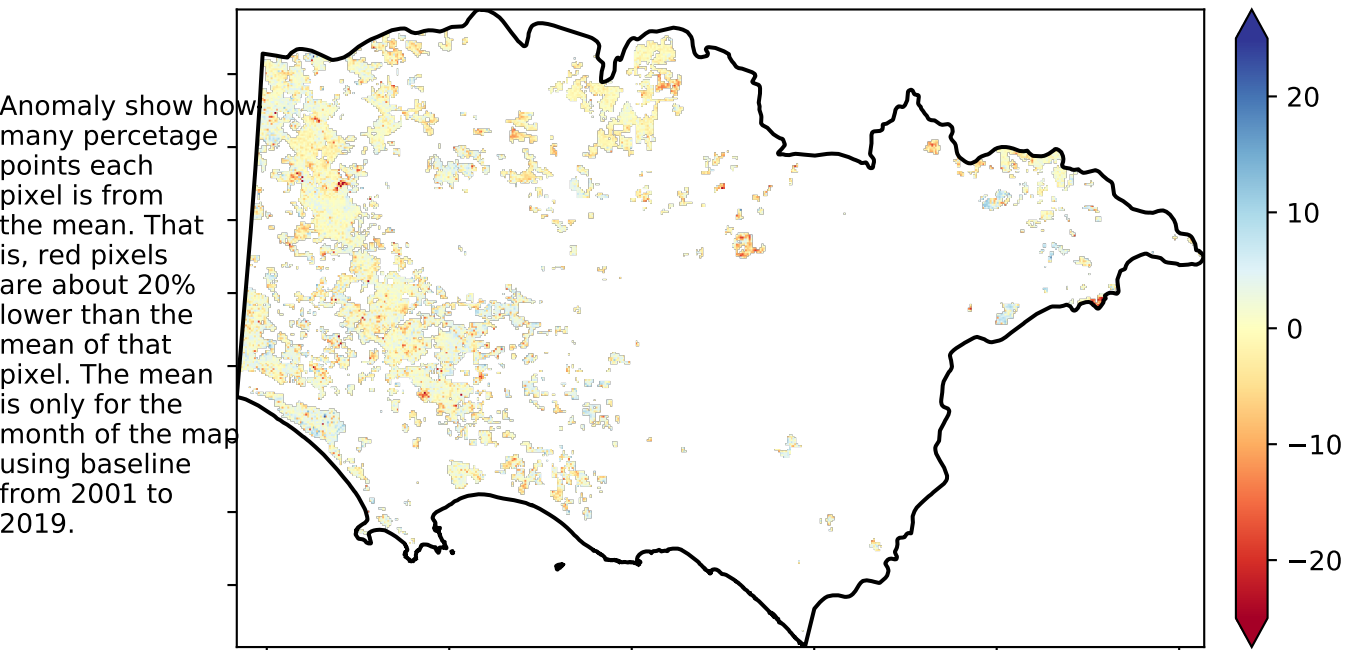 Anomaly show how
many percetage
points each
pixel is from
the mean. That
is, red pixels
are about 20%
lower than the
mean of that
pixel. The mean
is only for the
month of the map
using baseline
from 2001 to
2019.
20
10
0
−10
−20